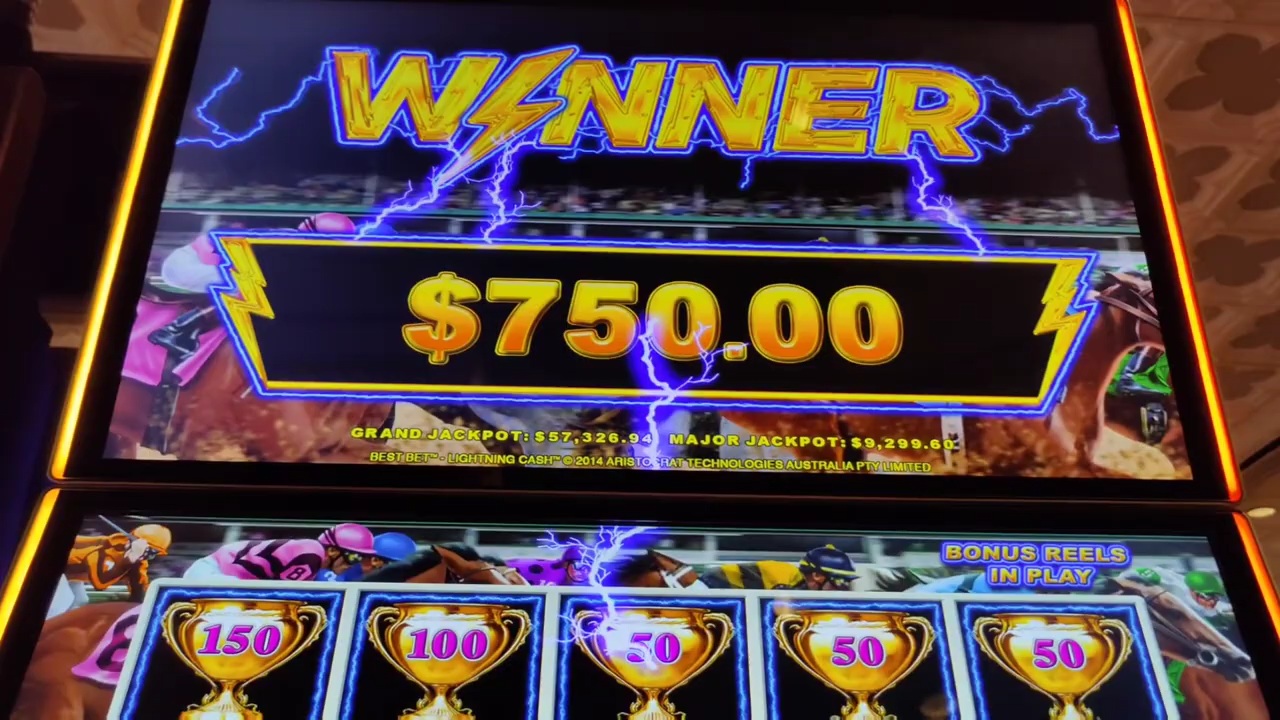 WINNER
$750.00
GRAND JACKPOT: $57,326.94 MAJOR JACKPOT: $9,299.60
BEST BET™ - LIGHTNING CASH™ © 2014 ARISTOCRAT TECHNOLOGIES AUSTRALIA PTY LIMITED
BONUS REELS
IN PLAY
150 100 50 50 50